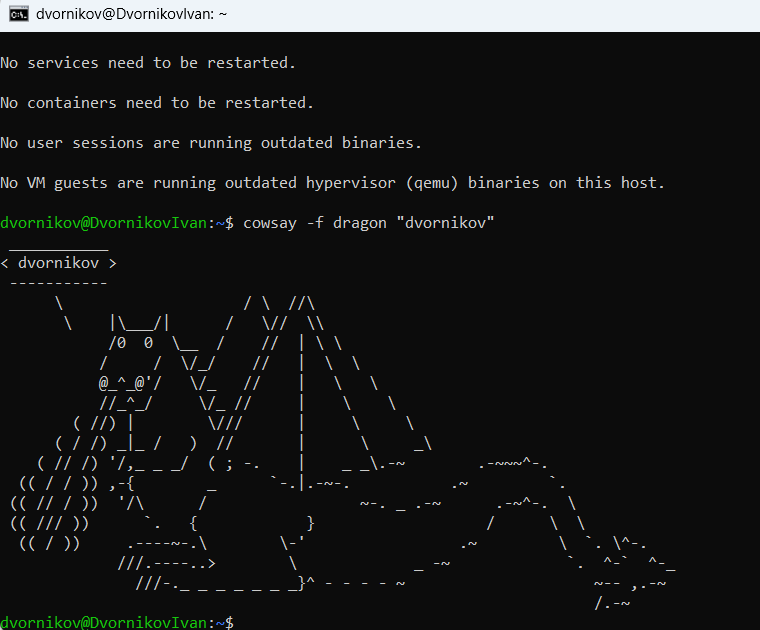 dvornikov@DvornikovIvan: ~
No services need to be restarted.
No containers need to be restarted.
No user sessions are running outdated binaries.
No VM guests are running outdated hypervisor (qemu) binaries on this host.
dvornikov@DvornikovIvan:~$ cowsay -f dragon "dvornikov"
< dvornikov >
dvornikov@DvornikovIvan:~$